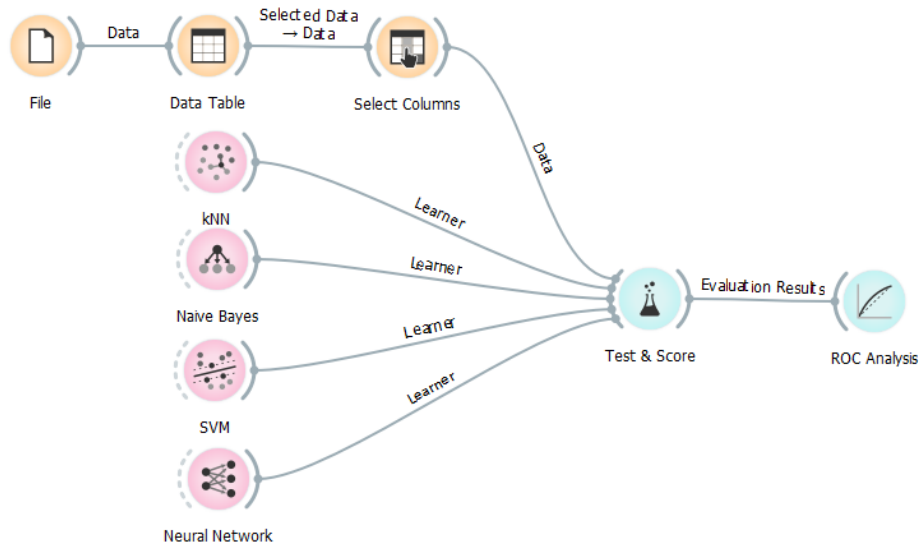 Data
Selected Data
→ Data
File
Data Table
Select Columns
Data
kNN
Learner
Naive Bayes
Learner
Evaluation Results
Test & Score
ROC Analysis
SVM
Learner
Neural Network
Learner